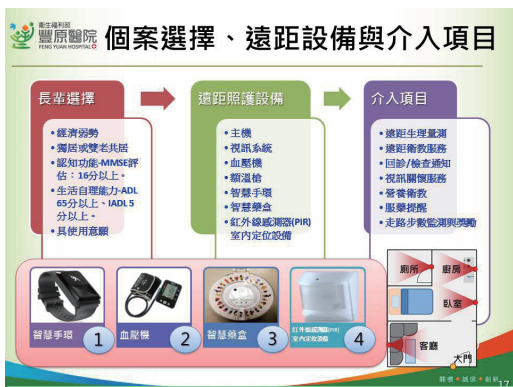 衛生福利部
豐原醫院
FENG YUAN HOSPITAL
個案選擇、遠距設備與介入項目
長輩選擇
• 經濟弱勢
• 獨居或雙老共居
• 認知功能-MMSE評
估：16分以上。
• 生活自理能力-ADL
65分以上、IADL 5
分以上。
• 具使用意願
遠距照護設備
• 主機
• 視訊系統
• 血壓機
• 額溫槍
• 智慧手環
• 智慧藥盒
• 紅外線感測器(PIR)
室內定位設備
介入項目
• 遠距生理量測
• 遠距衛教服務
• 回診/檢查通知
• 視訊關懷服務
• 營養衛教
• 服藥提醒
• 走路步數監測與獎勵
智慧手環
1
血壓機
2
智慧藥盒
3
紅外線感測器(PIR)
室內定位設備
4
廁所
廚房
臥室
客廳
大門
關懷 • 誠信 • 創新
17